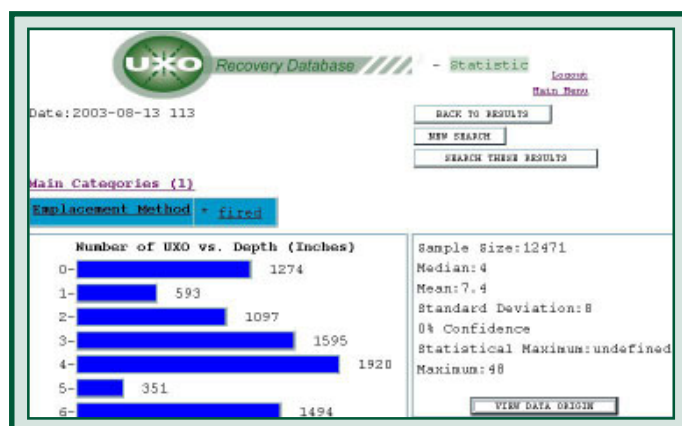 UXO Recovery Database - Statistic
Logout
Main Menu
Date:2003-08-13 113
BACK TO RESULTS
NEW SEARCH
SEARCH THESE RESULTS
Main Categories (1)
Emplacement Method * fired
Number of UXO vs. Depth (Inches)
0- 1274
1- 593
2- 1097
3- 1595
4- 1920
5- 351
6- 1494
Sample Size:12471
Median:4
Mean:7.4
Standard Deviation:8
0% Confidence
Statistical Maximum:undefined
Maximum:48
VIEW DATA ORIGIN